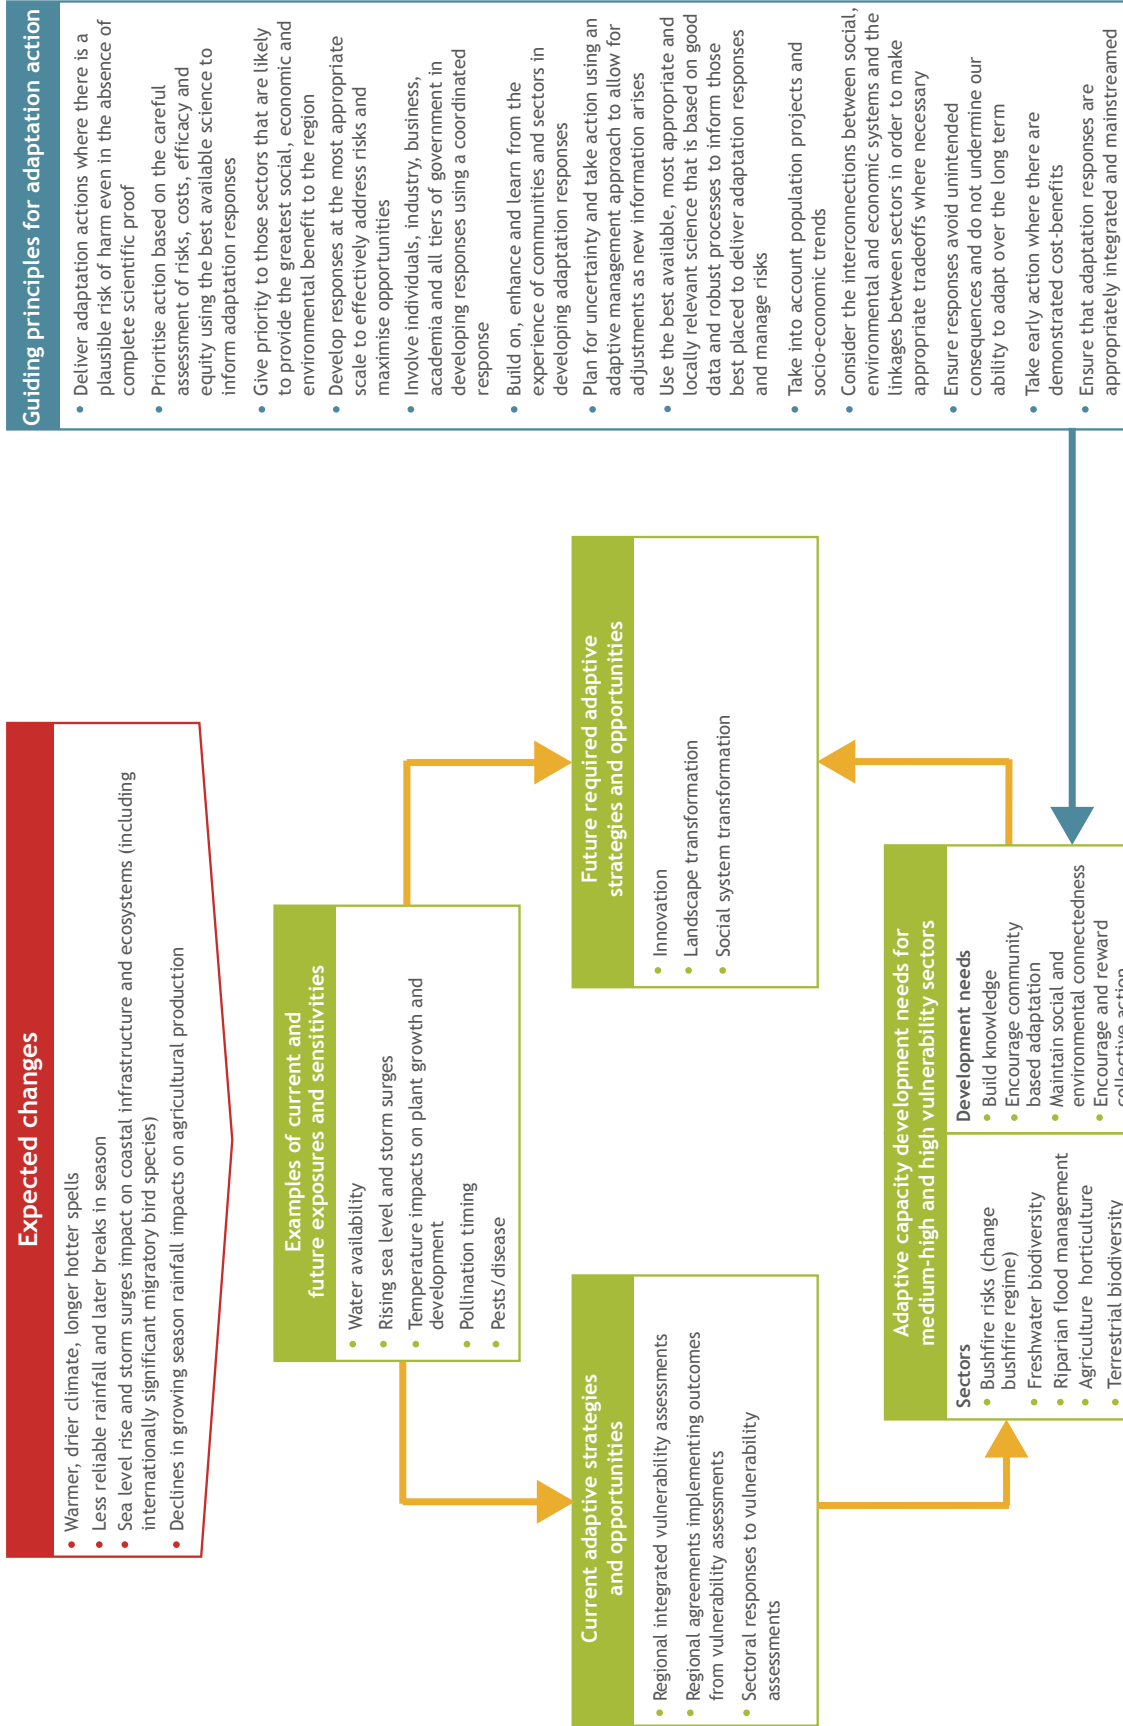 Expected changes
• Warmer, drier climate, longer hotter spells
• Less reliable rainfall and later breaks in season
• Sea level rise and storm surges impact on coastal infrastructure and ecosystems (including
internationally significant migratory bird species)
• Declines in growing season rainfall impacts on agricultural production
Examples of current and
future exposures and sensitivities
• Water availability
• Rising sea level and storm surges
• Temperature impacts on plant growth and
development
• Pollination timing
• Pests/disease
Current adaptive strategies
and opportunities
• Regional integrated vulnerability assessments
• Regional agreements implementing outcomes
from vulnerability assessments
• Sectoral responses to vulnerability
assessments
Future required adaptive
strategies and opportunities
• Innovation
• Landscape transformation
• Social system transformation
Adaptive capacity development needs for
medium-high and high vulnerability sectors
Sectors
• Bushfire risks (change
bushfire regime)
• Freshwater biodiversity
• Riparian flood management
• Agriculture horticulture
• Terrestrial biodiversity
Development needs
• Build knowledge
• Encourage community
based adaptation
• Maintain social and
environmental connectedness
• Encourage and reward
collective action
Guiding principles for adaptation action
• Deliver adaptation actions where there is a
plausible risk of harm even in the absence of
complete scientific proof
• Prioritise action based on the careful
assessment of risks, costs, efficacy and
equity using the best available science to
inform adaptation responses
• Give priority to those sectors that are likely
to provide the greatest social, economic and
environmental benefit to the region
• Develop responses at the most appropriate
scale to effectively address risks and
maximise opportunities
• Involve individuals, industry, business,
academia and all tiers of government in
developing responses using a coordinated
response
• Build on, enhance and learn from the
experience of communities and sectors in
developing adaptation responses
• Plan for uncertainty and take action using an
adaptive management approach to allow for
adjustments as new information arises
• Use the best available, most appropriate and
locally relevant science that is based on good
data and robust processes to inform those
best placed to deliver adaptation responses
and manage risks
• Take into account population projects and
socio-economic trends
• Consider the interconnections between social,
environmental and economic systems and the
linkages between sectors in order to make
appropriate tradeoffs where necessary
• Ensure responses avoid unintended
consequences and do not undermine our
ability to adapt over the long term
• Take early action where there are
demonstrated cost-benefits
• Ensure that adaptation responses are
appropriately integrated and mainstreamed